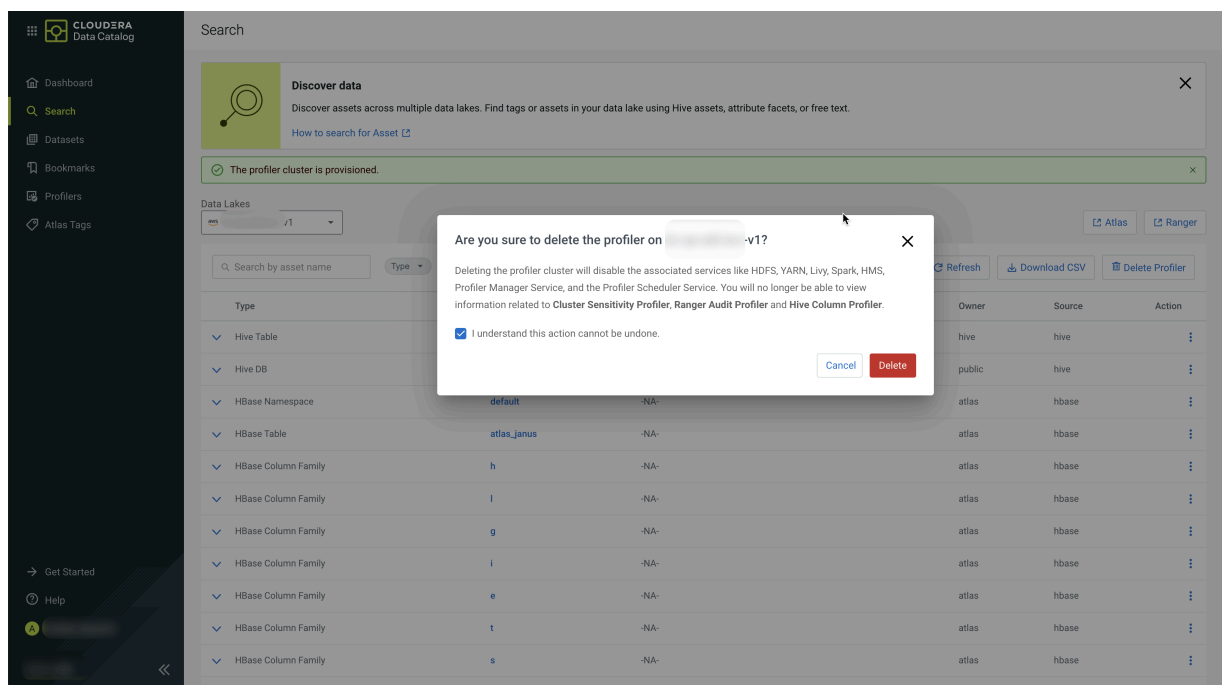 CLOUDERA
Data Catalog
Search
Dashboard
Search
Datasets
Bookmarks
Profilers
Atlas Tags
Discover data
Discover assets across multiple data lakes. Find tags or assets in your data lake using Hive assets, attribute facets, or free text.
How to search for Asset
The profiler cluster is provisioned.
Data Lakes
aws v1
Atlas Ranger
Are you sure to delete the profiler on -v1?
Deleting the profiler cluster will disable the associated services like HDFS, YARN, Livy, Spark, HMS,
Profiler Manager Service, and the Profiler Scheduler Service. You will no longer be able to view
information related to Cluster Sensitivity Profiler, Ranger Audit Profiler and Hive Column Profiler.
I understand this action cannot be undone.
Cancel Delete
Search by asset name Type Refresh Download CSV Delete Profiler
Type Owner Source Action
Hive Table hive hive
Hive DB public hive
HBase Namespace default -NA- atlas hbase
HBase Table atlas_janus -NA- atlas hbase
HBase Column Family h -NA- atlas hbase
HBase Column Family l -NA- atlas hbase
HBase Column Family g -NA- atlas hbase
HBase Column Family i -NA- atlas hbase
HBase Column Family e -NA- atlas hbase
HBase Column Family t -NA- atlas hbase
HBase Column Family s -NA- atlas hbase
Get Started
Help
A